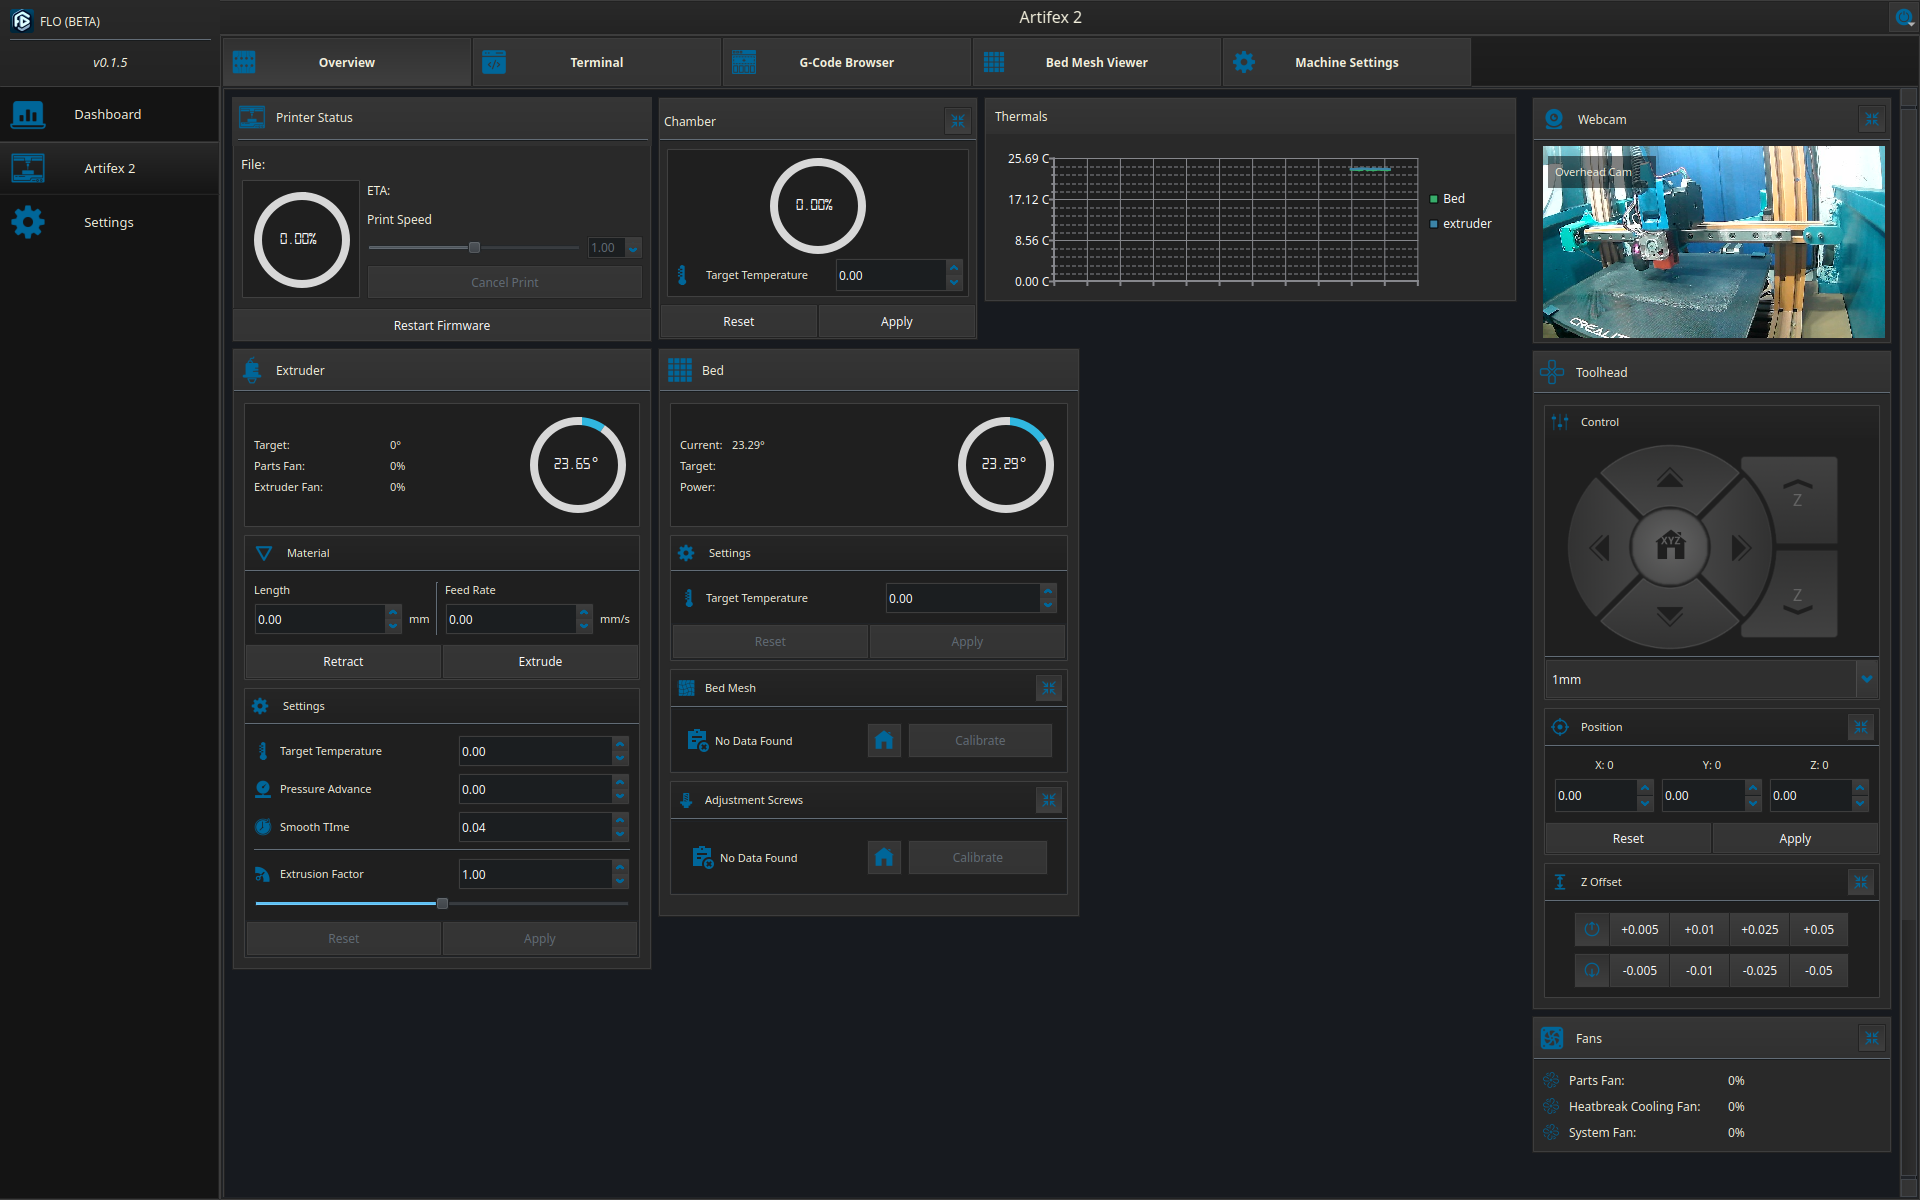 FLO (BETA)
v0.1.5
Dashboard
Artifex 2
Settings
Artifex 2
Overview
Terminal
G-Code Browser
Bed Mesh Viewer
Machine Settings
Printer Status
File:
0.00%
ETA:
Print Speed
1.00
Cancel Print
Restart Firmware
Chamber
0.00%
Target Temperature
0.00
Reset
Apply
Thermals
25.69 C
17.12 C
8.56 C
0.00 C
Bed
extruder
Webcam
Overhead Cam
Extruder
Target: 0°
Parts Fan: 0%
Extruder Fan: 0%
23.65°
Material
Length
Feed Rate
0.00 mm
0.00 mm/s
Retract
Extrude
Settings
Target Temperature 0.00
Pressure Advance 0.00
Smooth TIme 0.04
Extrusion Factor 1.00
Reset
Apply
Bed
Current: 23.29°
Target:
Power:
23.29°
Settings
Target Temperature 0.00
Reset
Apply
Bed Mesh
No Data Found
Calibrate
Adjustment Screws
No Data Found
Calibrate
Toolhead
Control
XYZ
Z
Z
1mm
Position
X: 0
Y: 0
Z: 0
0.00
0.00
0.00
Reset
Apply
Z Offset
+0.005
+0.01
+0.025
+0.05
-0.005
-0.01
-0.025
-0.05
Fans
Parts Fan: 0%
Heatbreak Cooling Fan: 0%
System Fan: 0%